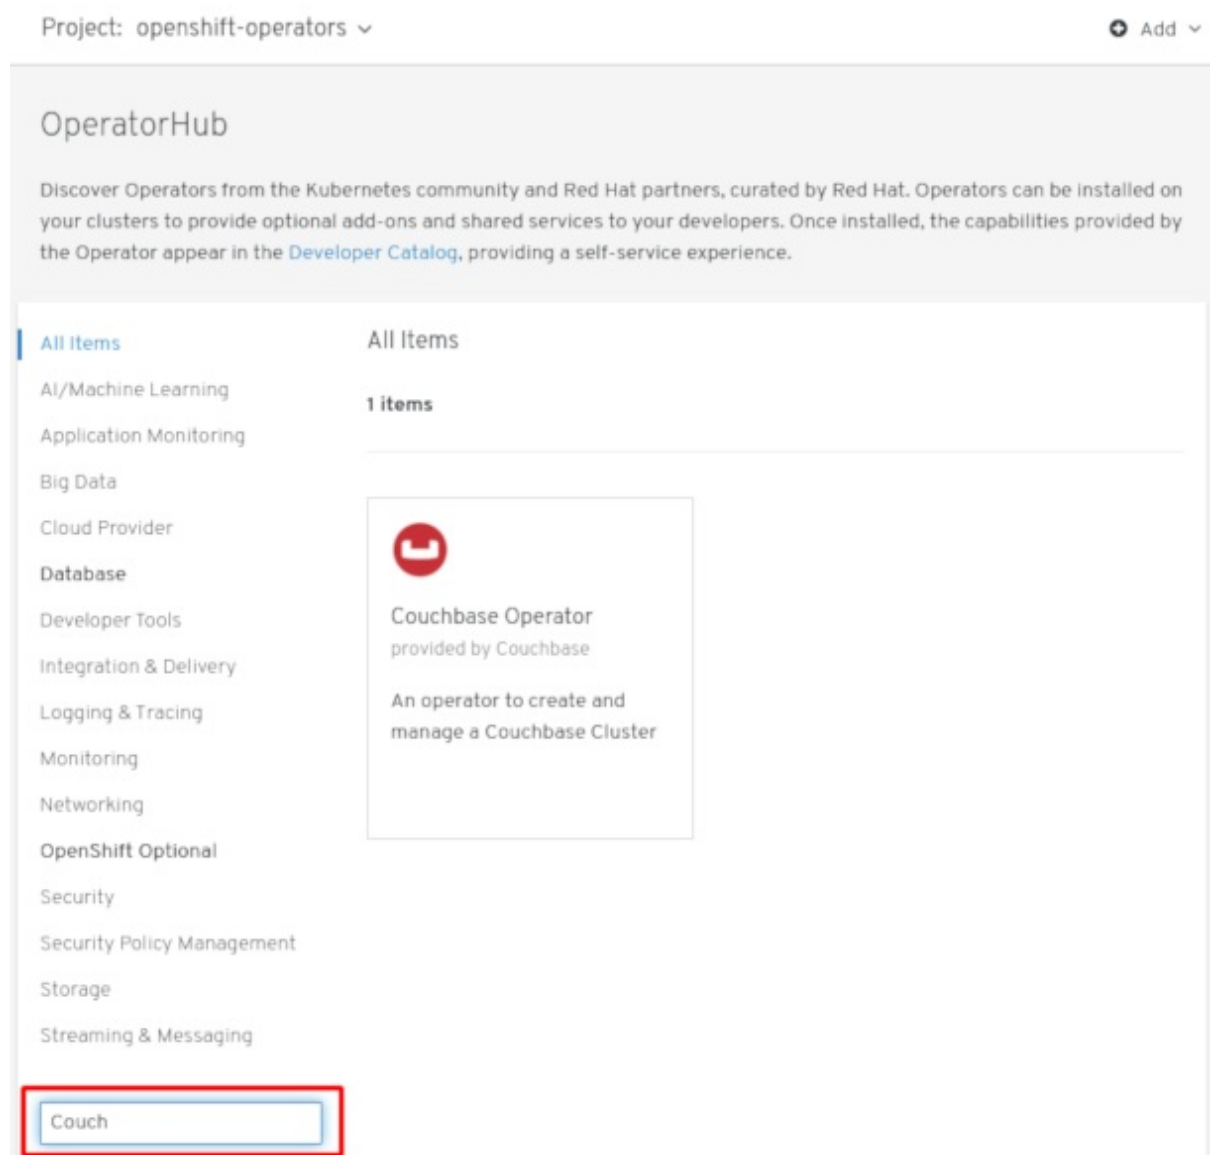 Project: openshift-operators
Add
OperatorHub
Discover Operators from the Kubernetes community and Red Hat partners, curated by Red Hat. Operators can be installed on
your clusters to provide optional add-ons and shared services to your developers. Once installed, the capabilities provided by
the Operator appear in the Developer Catalog, providing a self-service experience.
All Items
AI/Machine Learning
Application Monitoring
Big Data
Cloud Provider
Database
Developer Tools
Integration & Delivery
Logging & Tracing
Monitoring
Networking
OpenShift Optional
Security
Security Policy Management
Storage
Streaming & Messaging
Couch
All Items
1 items
Couchbase Operator
provided by Couchbase
An operator to create and
manage a Couchbase Cluster